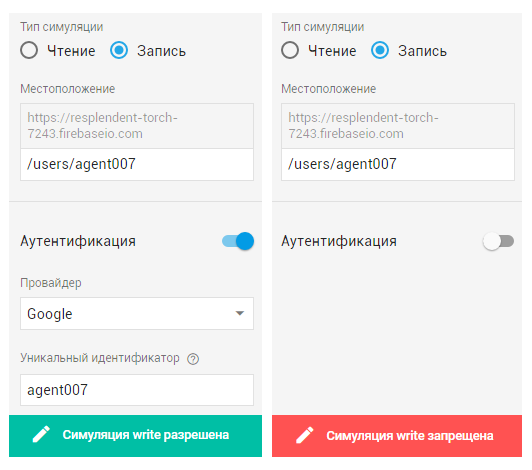 Тип симуляции
Чтение Запись
Местоположение
https://resplendent-torch-
7243.firebaseio.com
/users/agent007
Аутентификация
Провайдер
Google
Уникальный идентификатор
agent007
Симуляция write разрешена
Тип симуляции
Чтение Запись
Местоположение
https://resplendent-torch-
7243.firebaseio.com
/users/agent007
Аутентификация
Симуляция write запрещена